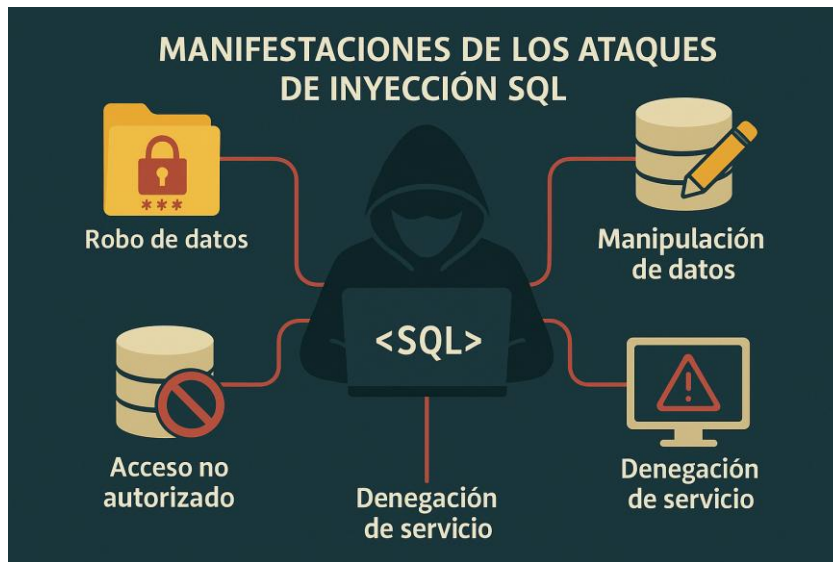 MANIFESTACIONES DE LOS ATAQUES
DE INYECCIÓN SQL
***
Robo de datos
Manipulación
de datos
<SQL>
Acceso no
autorizado
Denegación
de servicio
Denegación
de servicio